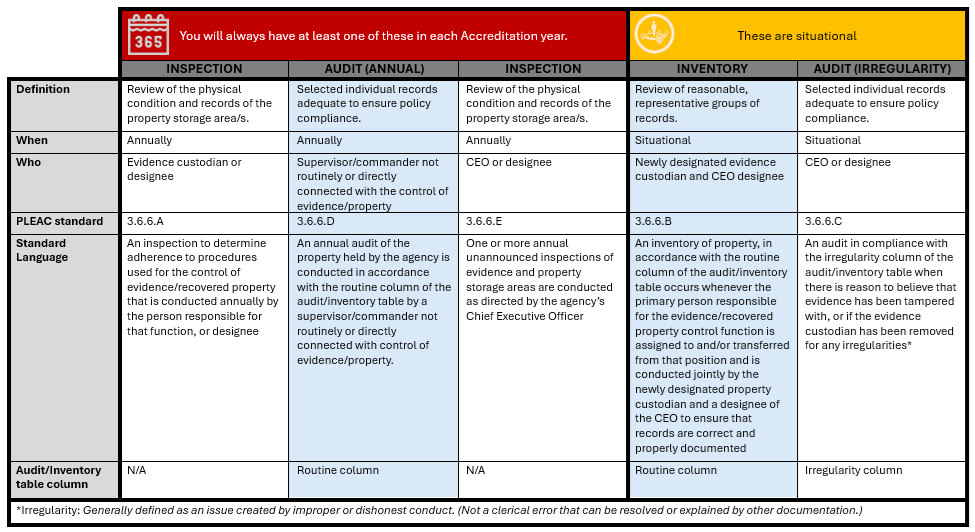 365
You will always have at least one of these in each Accreditation year.
These are situational
INSPECTION
AUDIT (ANNUAL)
INSPECTION
INVENTORY
AUDIT (IRREGULARITY)
Definition
Review of the physical
condition and records of the
property storage area/s.
Selected individual records
adequate to ensure policy
compliance.
Review of the physical
condition and records of the
property storage area/s.
Review of reasonable,
representative groups of
records.
Selected individual records
adequate to ensure policy
compliance.
When
Annually
Annually
Annually
Situational
Situational
Who
Evidence custodian or
designee
Supervisor/commander not
routinely or directly
connected with the control of
evidence/property
CEO or designee
Newly designated evidence
custodian and CEO designee
CEO or designee
PLEAC standard
3.6.6.A
3.6.6.D
3.6.6.E
3.6.6.B
3.6.6.C
Standard
Language
An inspection to determine
adherence to procedures
used for the control of
evidence/recovered property
that is conducted annually by
the person responsible for
that function, or designee
An annual audit of the
property held by the agency is
conducted in accordance
with the routine column of the
audit/inventory table by a
supervisor/commander not
routinely or directly
connected with control of
evidence/property.
One or more annual
unannounced inspections of
evidence and property
storage areas are conducted
as directed by the agency's
Chief Executive Officer
An inventory of property, in
accordance with the routine
column of the audit/inventory
table occurs whenever the
primary person responsible
for the evidence/recovered
property control function is
assigned to and/or transferred
from that position and is
conducted jointly by the
newly designated property
custodian and a designee of
the CEO to ensure that
records are correct and
properly documented
An audit in compliance with
the irregularity column of the
audit/inventory table when
there is reason to believe that
evidence has been tampered
with, or if the evidence
custodian has been removed
for any irregularities*
Audit/Inventory
table column
N/A
Routine column
N/A
Routine column
Irregularity column
*Irregularity: Generally defined as an issue created by improper or dishonest conduct. (Not a clerical error that can be resolved or explained by other documentation.)